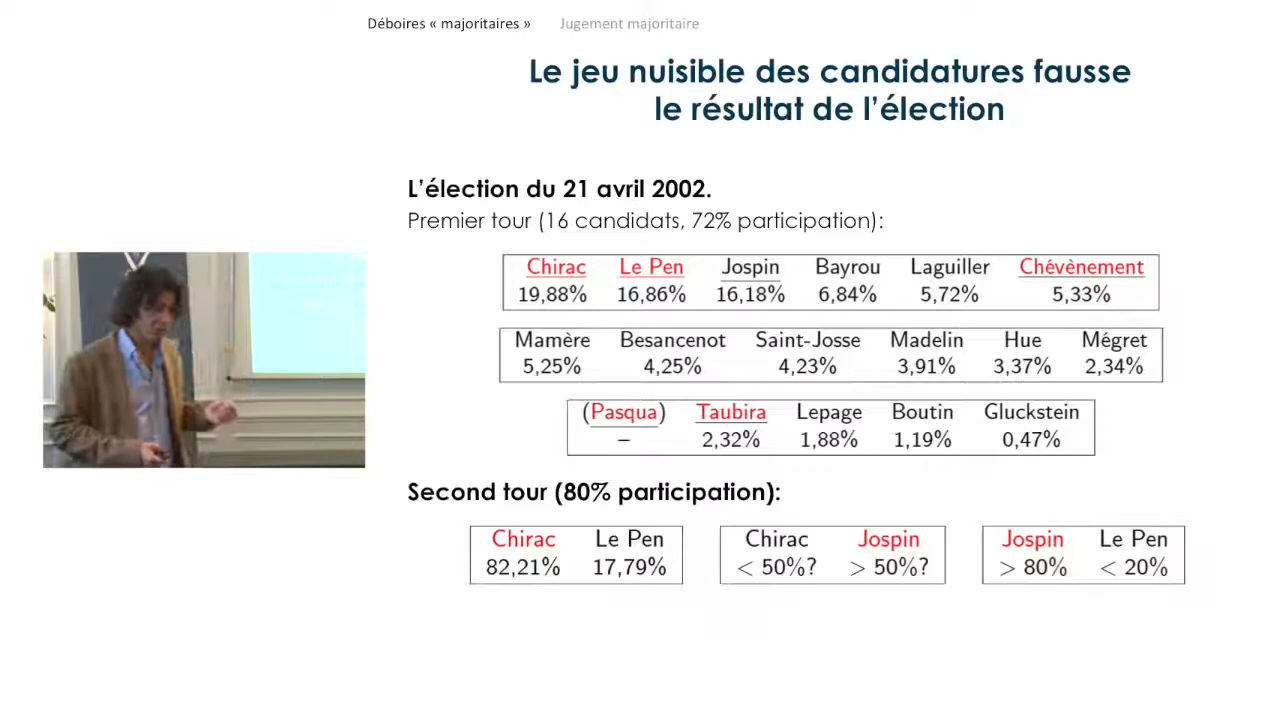 Déboires « majoritaires » Jugement majoritaire
Le jeu nuisible des candidatures fausse
le résultat de l'élection
L'élection du 21 avril 2002.
Premier tour (16 candidats, 72% participation):
Chirac Le Pen Jospin Bayrou Laguiller Chévènement
19,88% 16,86% 16,18% 6,84% 5,72% 5,33%
Mamère Besancenot Saint-Josse Madelin Hue Mégret
5,25% 4,25% 4,23% 3,91% 3,37% 2,34%
(Pasqua) Taubira Lepage Boutin Gluckstein
– 2,32% 1,88% 1,19% 0,47%
Second tour (80% participation):
Chirac Le Pen Chirac Jospin Jospin Le Pen
82,21% 17,79% < 50%? > 50%? > 80% < 20%